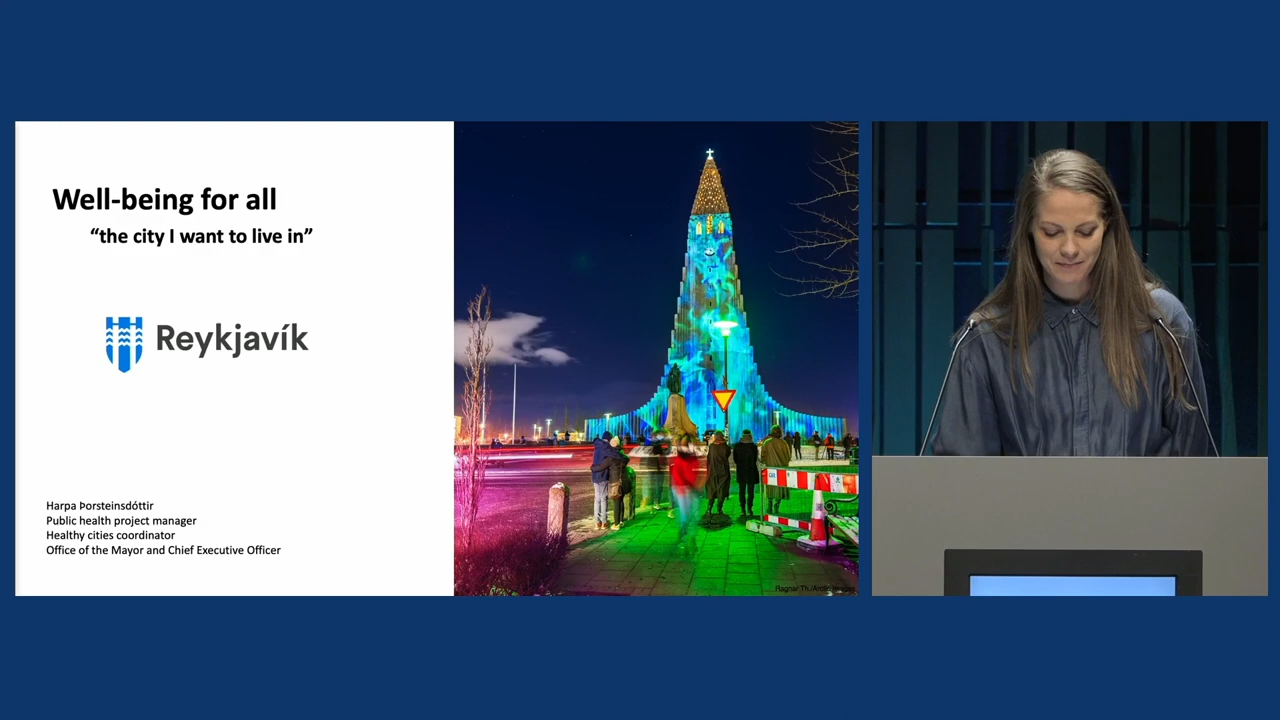 Well-being for all
“the city I want to live in”
Reykjavík
Harpa Þorsteinsdóttir
Public health project manager
Healthy cities coordinator
Office of the Mayor and Chief Executive Officer